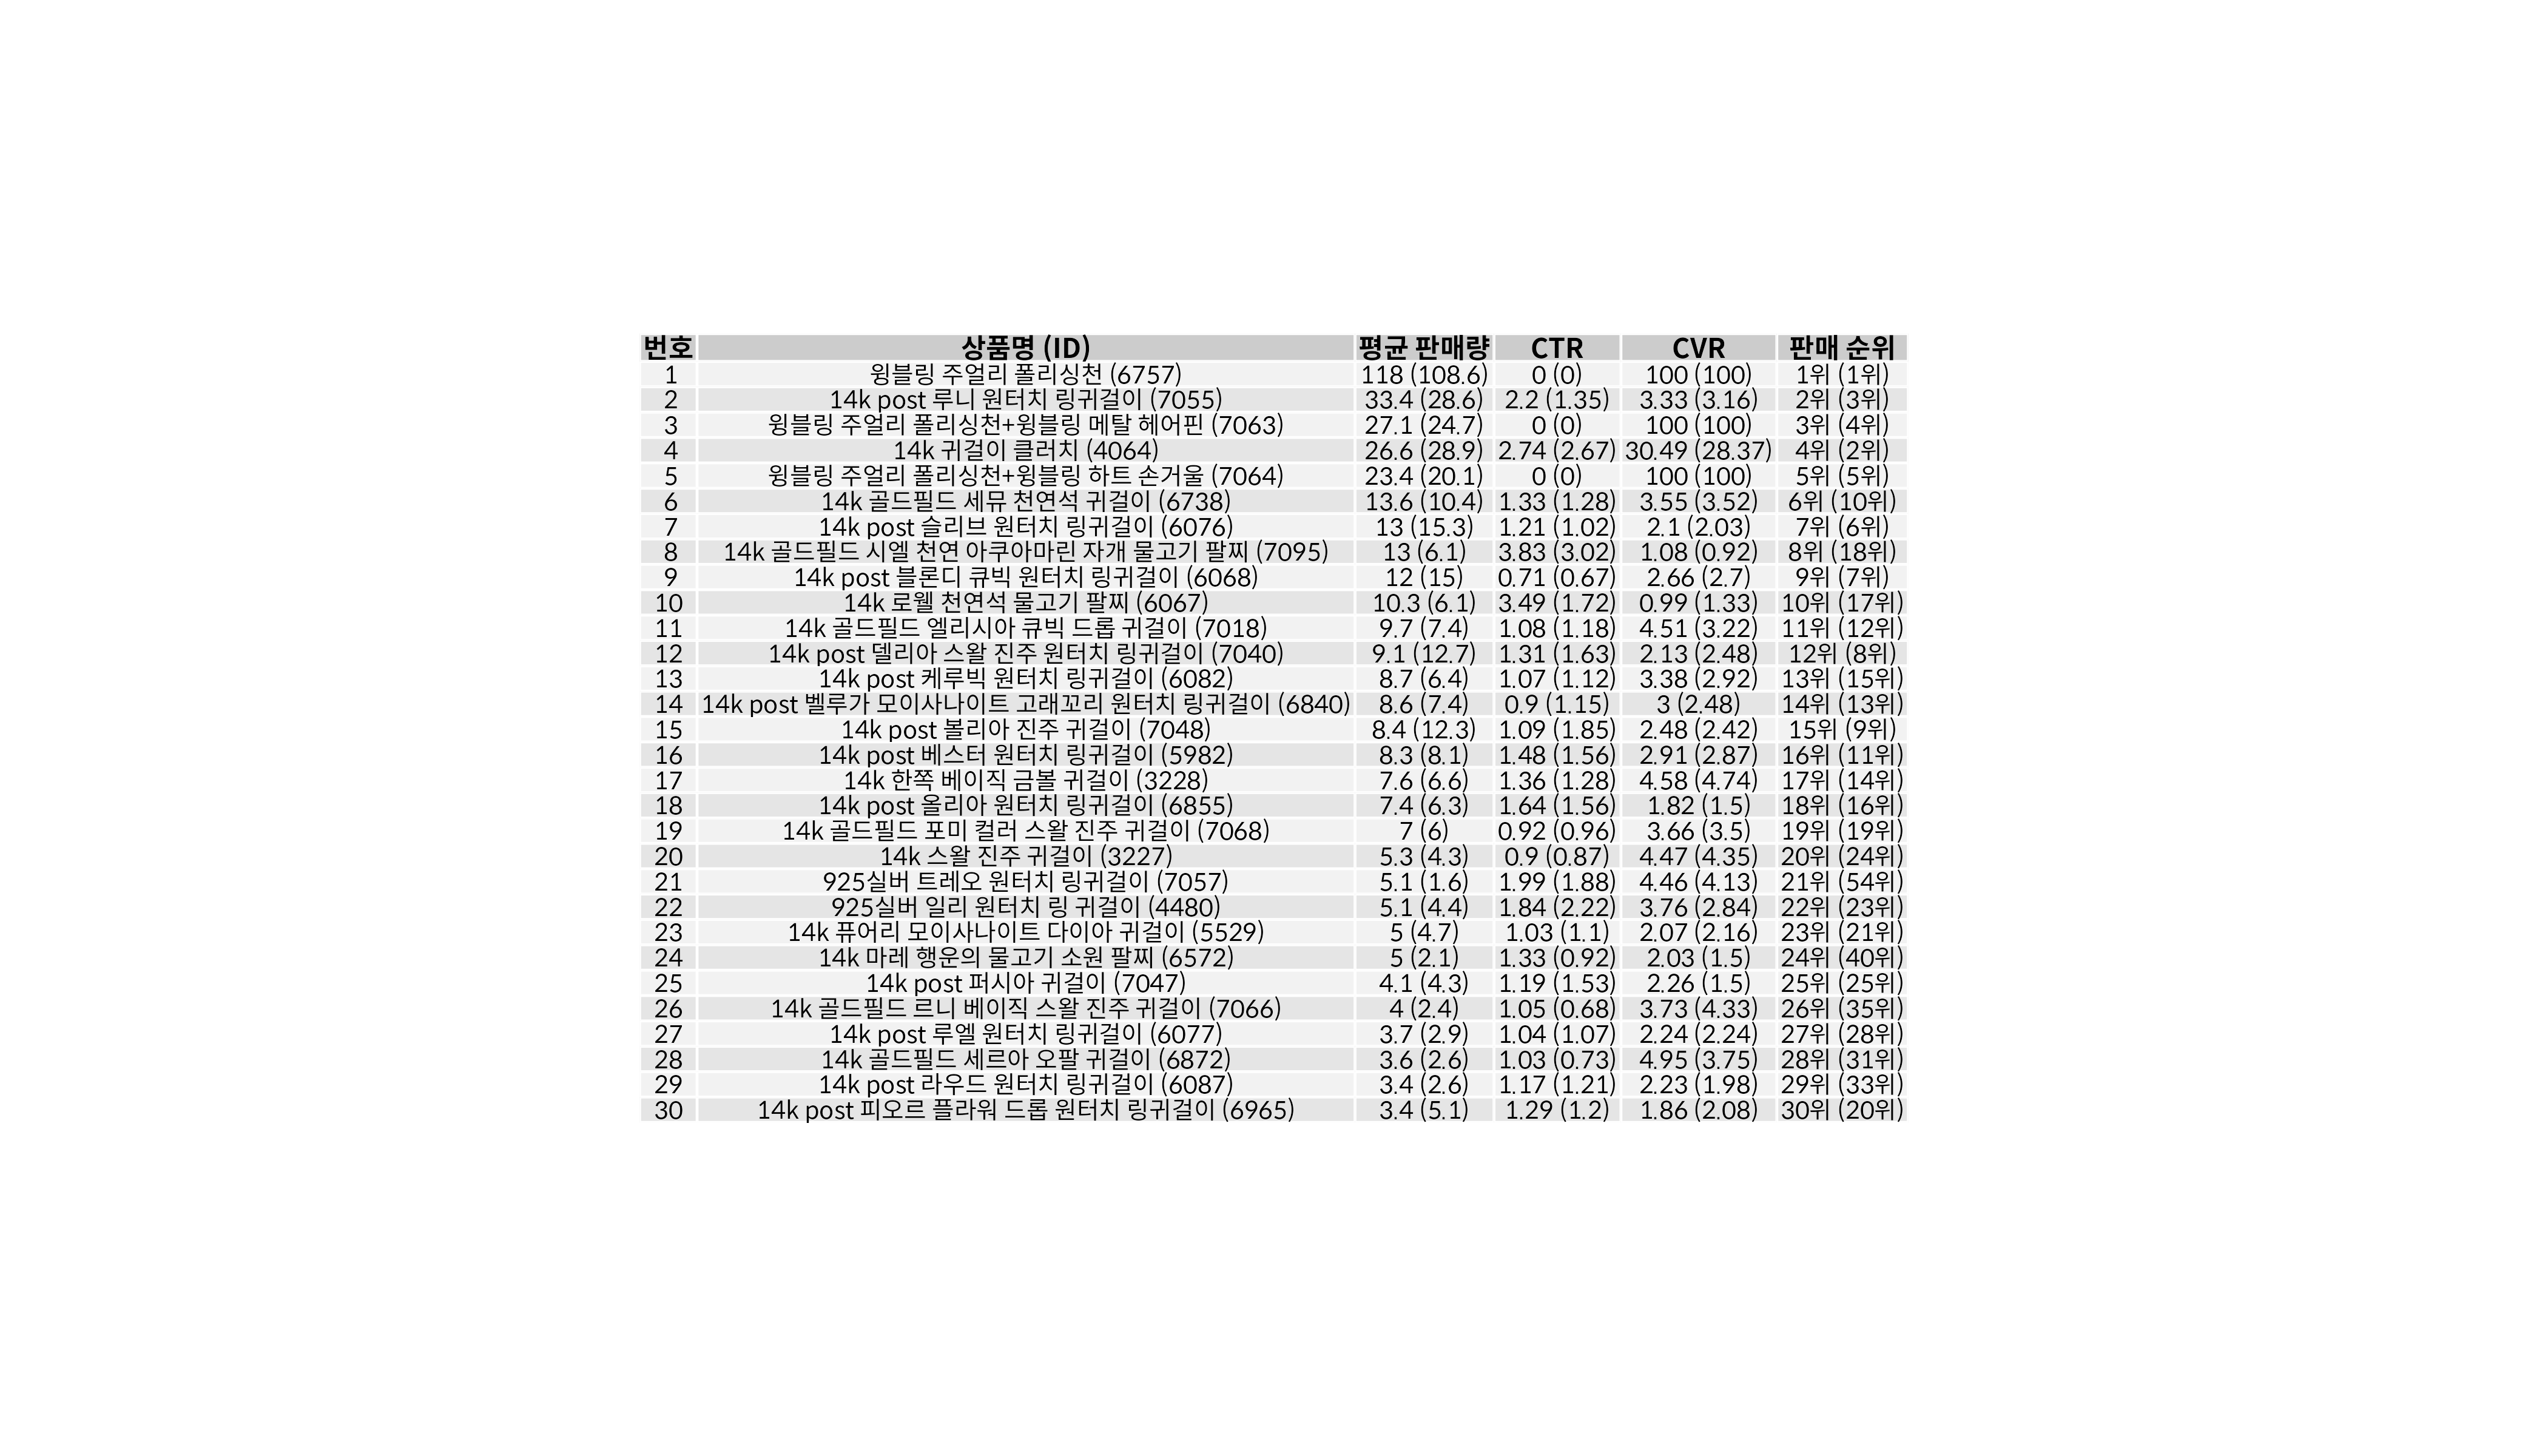 번호 상품명 (ID) 평균 판매량 CTR CVR 판매 순위
1 윙블링 주얼리 폴리싱천 (6757) 118 (108.6) 0 (0) 100 (100) 1위 (1위)
2 14k post 루니 원터치 링귀걸이 (7055) 33.4 (28.6) 2.2 (1.35) 3.33 (3.16) 2위 (3위)
3 윙블링 주얼리 폴리싱천+윙블링 메탈 헤어핀 (7063) 27.1 (24.7) 0 (0) 100 (100) 3위 (4위)
4 14k 귀걸이 클러치 (4064) 26.6 (28.9) 2.74 (2.67) 30.49 (28.37) 4위 (2위)
5 윙블링 주얼리 폴리싱천+윙블링 하트 손거울 (7064) 23.4 (20.1) 0 (0) 100 (100) 5위 (5위)
6 14k 골드필드 세뮤 천연석 귀걸이 (6738) 13.6 (10.4) 1.33 (1.28) 3.55 (3.52) 6위 (10위)
7 14k post 슬리브 원터치 링귀걸이 (6076) 13 (15.3) 1.21 (1.02) 2.1 (2.03) 7위 (6위)
8 14k 골드필드 시엘 천연 아쿠아마린 자개 물고기 팔찌 (7095) 13 (6.1) 3.83 (3.02) 1.08 (0.92) 8위 (18위)
9 14k post 블론디 큐빅 원터치 링귀걸이 (6068) 12 (15) 0.71 (0.67) 2.66 (2.7) 9위 (7위)
10 14k 로웰 천연석 물고기 팔찌 (6067) 10.3 (6.1) 3.49 (1.72) 0.99 (1.33) 10위 (17위)
11 14k 골드필드 엘리시아 큐빅 드롭 귀걸이 (7018) 9.7 (7.4) 1.08 (1.18) 4.51 (3.22) 11위 (12위)
12 14k post 델리아 스왈 진주 원터치 링귀걸이 (7040) 9.1 (12.7) 1.31 (1.63) 2.13 (2.48) 12위 (8위)
13 14k post 케루빅 원터치 링귀걸이 (6082) 8.7 (6.4) 1.07 (1.12) 3.38 (2.92) 13위 (15위)
14 14k post 벨루가 모이사나이트 고래꼬리 원터치 링귀걸이 (6840) 8.6 (7.4) 0.9 (1.15) 3 (2.48) 14위 (13위)
15 14k post 볼리아 진주 귀걸이 (7048) 8.4 (12.3) 1.09 (1.85) 2.48 (2.42) 15위 (9위)
16 14k post 베스터 원터치 링귀걸이 (5982) 8.3 (8.1) 1.48 (1.56) 2.91 (2.87) 16위 (11위)
17 14k 한쪽 베이직 금볼 귀걸이 (3228) 7.6 (6.6) 1.36 (1.28) 4.58 (4.74) 17위 (14위)
18 14k post 올리아 원터치 링귀걸이 (6855) 7.4 (6.3) 1.64 (1.56) 1.82 (1.5) 18위 (16위)
19 14k 골드필드 포미 컬러 스왈 진주 귀걸이 (7068) 7 (6) 0.92 (0.96) 3.66 (3.5) 19위 (19위)
20 14k 스왈 진주 귀걸이 (3227) 5.3 (4.3) 0.9 (0.87) 4.47 (4.35) 20위 (24위)
21 925실버 트레오 원터치 링귀걸이 (7057) 5.1 (1.6) 1.99 (1.88) 4.46 (4.13) 21위 (54위)
22 925실버 일리 원터치 링 귀걸이 (4480) 5.1 (4.4) 1.84 (2.22) 3.76 (2.84) 22위 (23위)
23 14k 퓨어리 모이사나이트 다이아 귀걸이 (5529) 5 (4.7) 1.03 (1.1) 2.07 (2.16) 23위 (21위)
24 14k 마레 행운의 물고기 소원 팔찌 (6572) 5 (2.1) 1.33 (0.92) 2.03 (1.5) 24위 (40위)
25 14k post 퍼시아 귀걸이 (7047) 4.1 (4.3) 1.19 (1.53) 2.26 (1.5) 25위 (25위)
26 14k 골드필드 르니 베이직 스왈 진주 귀걸이 (7066) 4 (2.4) 1.05 (0.68) 3.73 (4.33) 26위 (35위)
27 14k post 루엘 원터치 링귀걸이 (6077) 3.7 (2.9) 1.04 (1.07) 2.24 (2.24) 27위 (28위)
28 14k 골드필드 세르아 오팔 귀걸이 (6872) 3.6 (2.6) 1.03 (0.73) 4.95 (3.75) 28위 (31위)
29 14k post 라우드 원터치 링귀걸이 (6087) 3.4 (2.6) 1.17 (1.21) 2.23 (1.98) 29위 (33위)
30 14k post 피오르 플라워 드롭 원터치 링귀걸이 (6965) 3.4 (5.1) 1.29 (1.2) 1.86 (2.08) 30위 (20위)